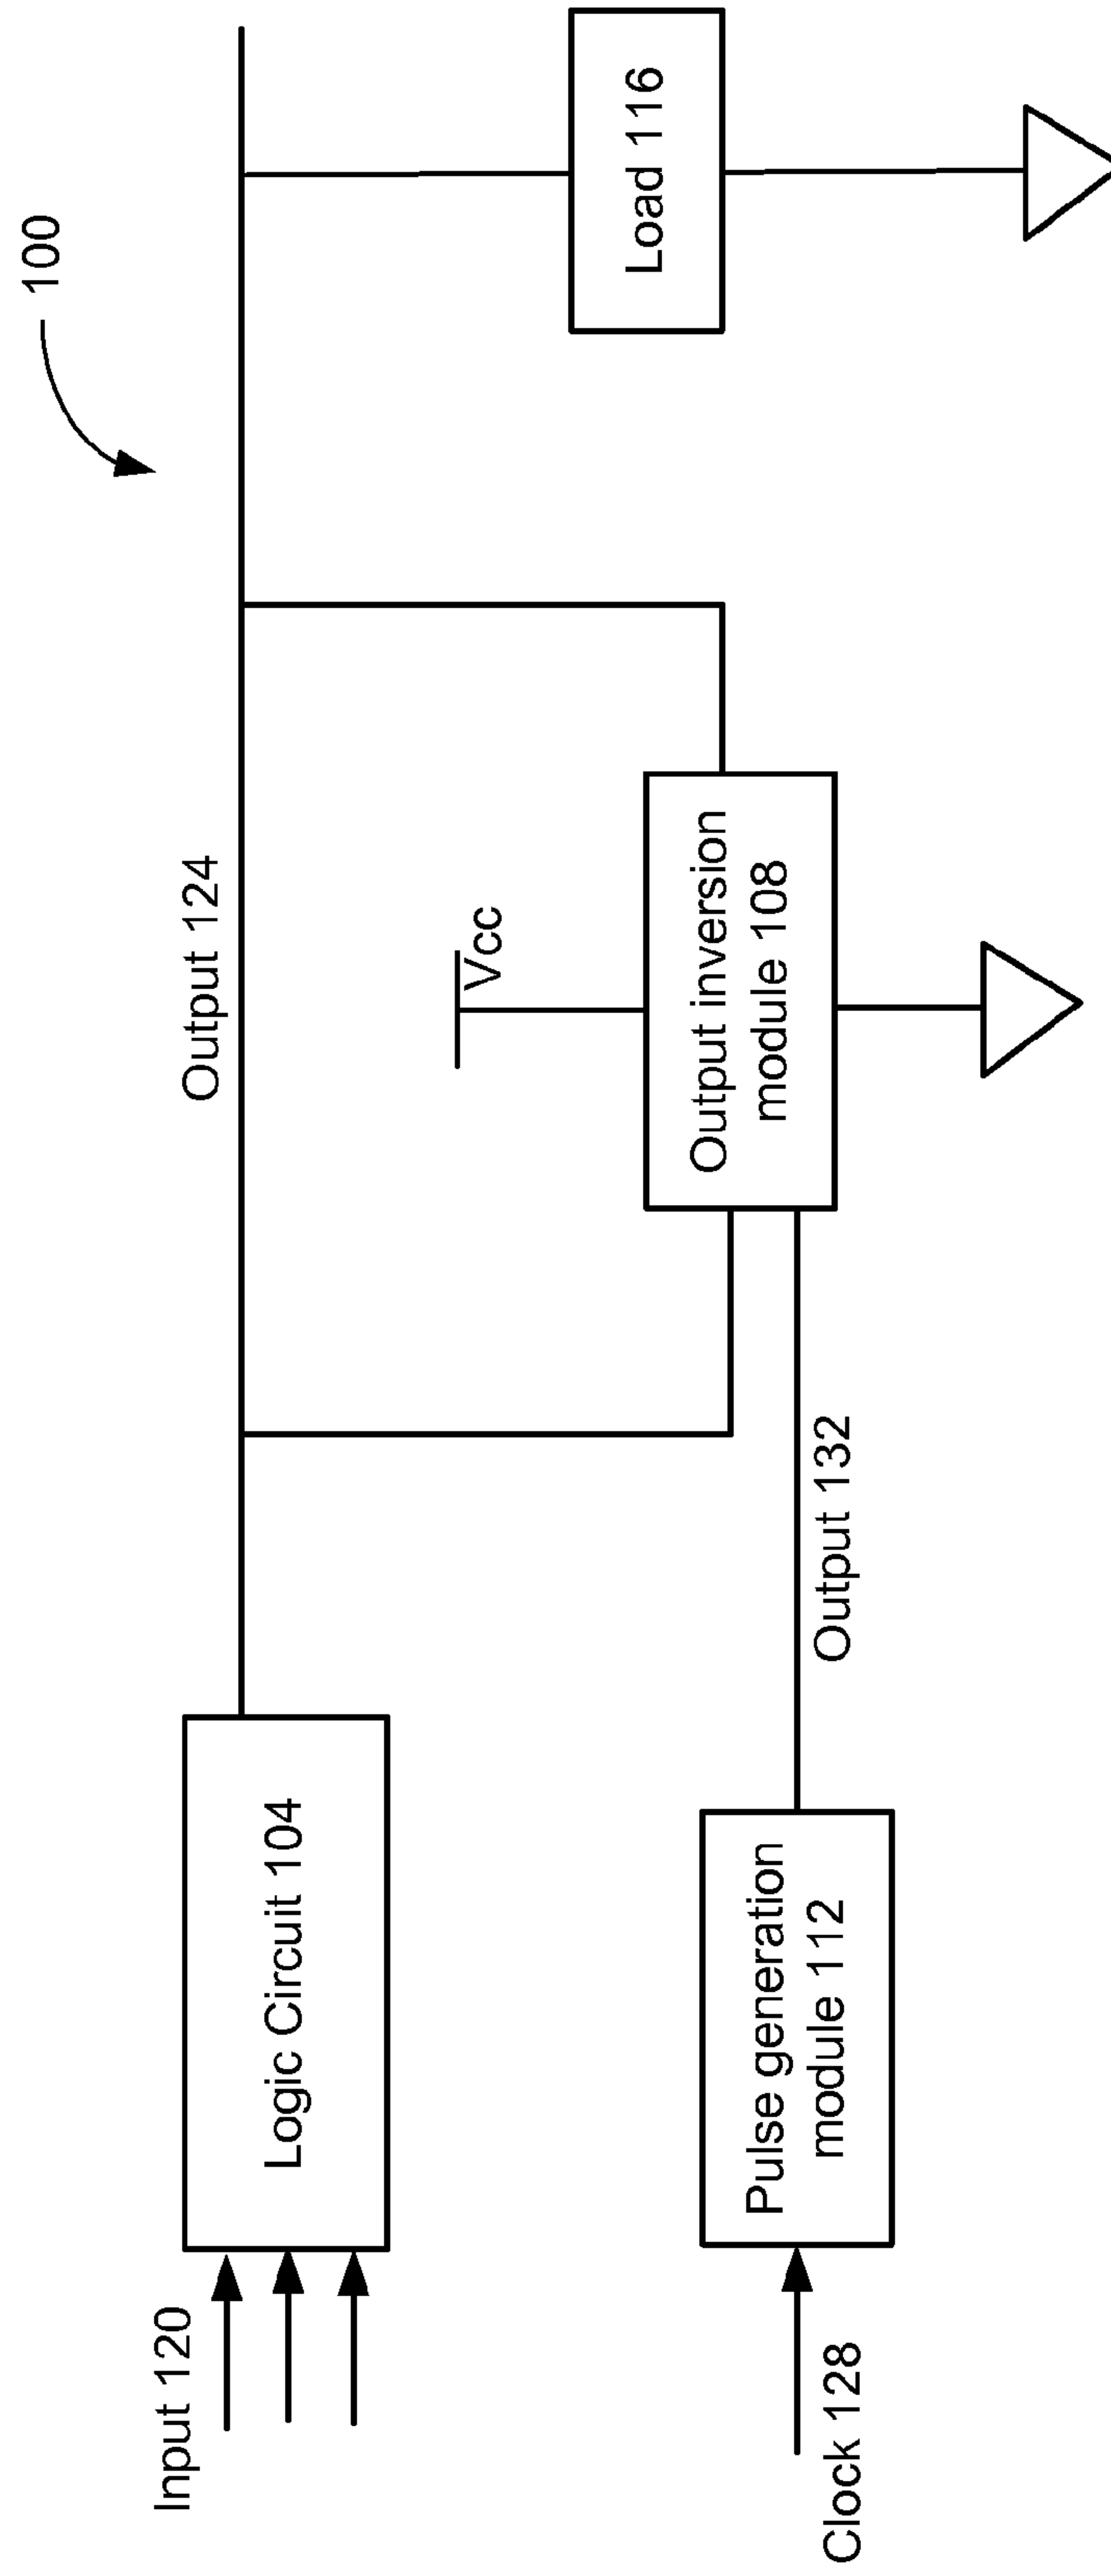 100
Input 120
Logic Circuit 104
Output 124
Vcc
Load 116
Output inversion
module 108
Clock 128
Pulse generation
module 112
Output 132